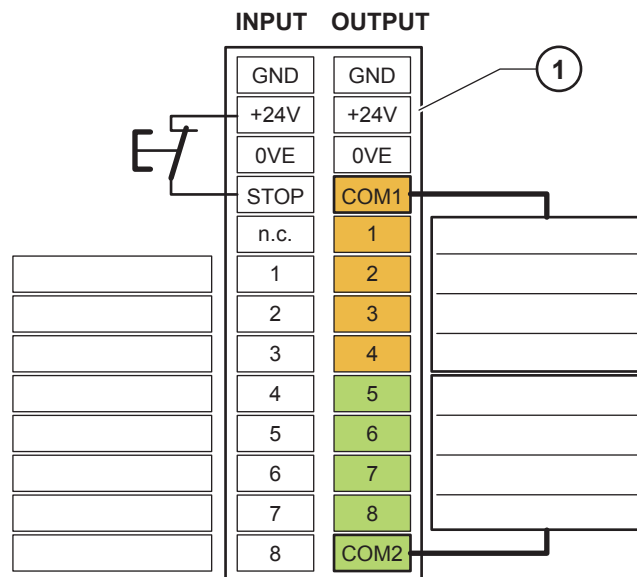 INPUT OUTPUT
GND GND
1
+24V +24V
0VE 0VE
STOP COM1
n.c. 1
1 2
2 3
3 4
4 5
5 6
6 7
7 8
8 COM2